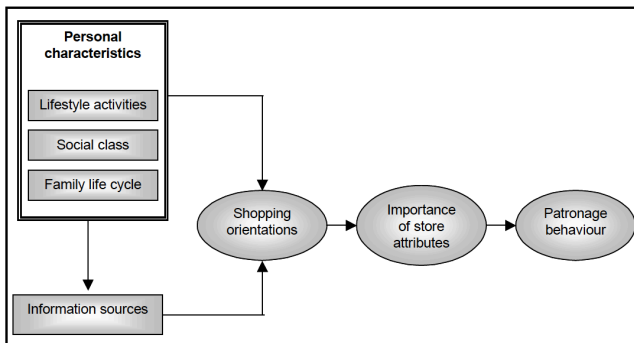 Personal
characteristics
Lifestyle activities
Social class
Family life cycle
Shopping
orientations
Importance
of store
attributes
Patronage
behaviour
Information sources